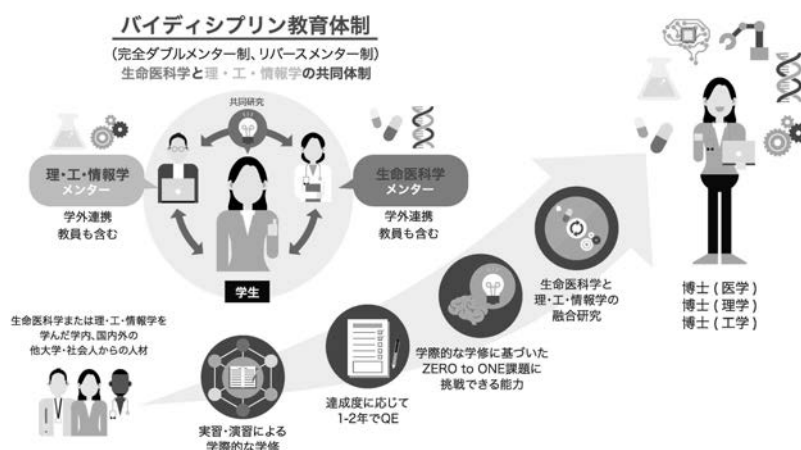 バイディシプリン教育体制
(完全ダブルメンター制、リバースメンター制)
生命医科学と理・工・情報学の共同体制
共同研究
理・工・情報学
メンター
学外連携
教員も含む
生命医科学
メンター
学外連携
教員も含む
学生
生命医科学または理・工・情報学を
学んだ学内、国内外の
他大学・社会人からの人材
実習・演習による
学際的な学修
達成度に応じて
1-2年でQE
学際的な学修に基づいた
ZERO to ONE課題に
挑戦できる能力
生命医科学と
理・工・情報学の
融合研究
博士 ( 医学 )
博士 ( 理学 )
博士 ( 工学 )